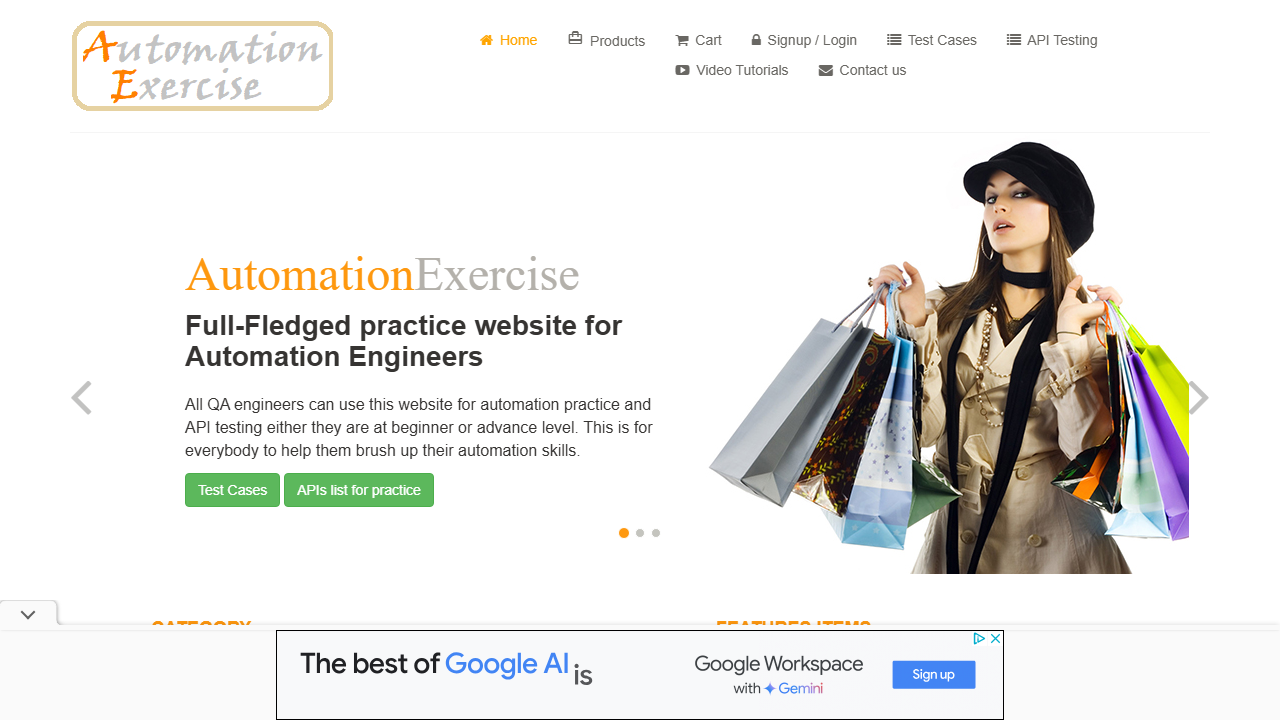 Automation
Exercise
Home
Products
Cart
Signup / Login
Test Cases
API Testing
Video Tutorials
Contact us
AutomationExercise
Full-Fledged practice website for
Automation Engineers
All QA engineers can use this website for automation practice and
API testing either they are at beginner or advance level. This is for
everybody to help them brush up their automation skills.
Test Cases
APIs list for practice
CATEGORY
FEATURES ITEMS
The best of Google AI is
Google Workspace
with Gemini
Sign up